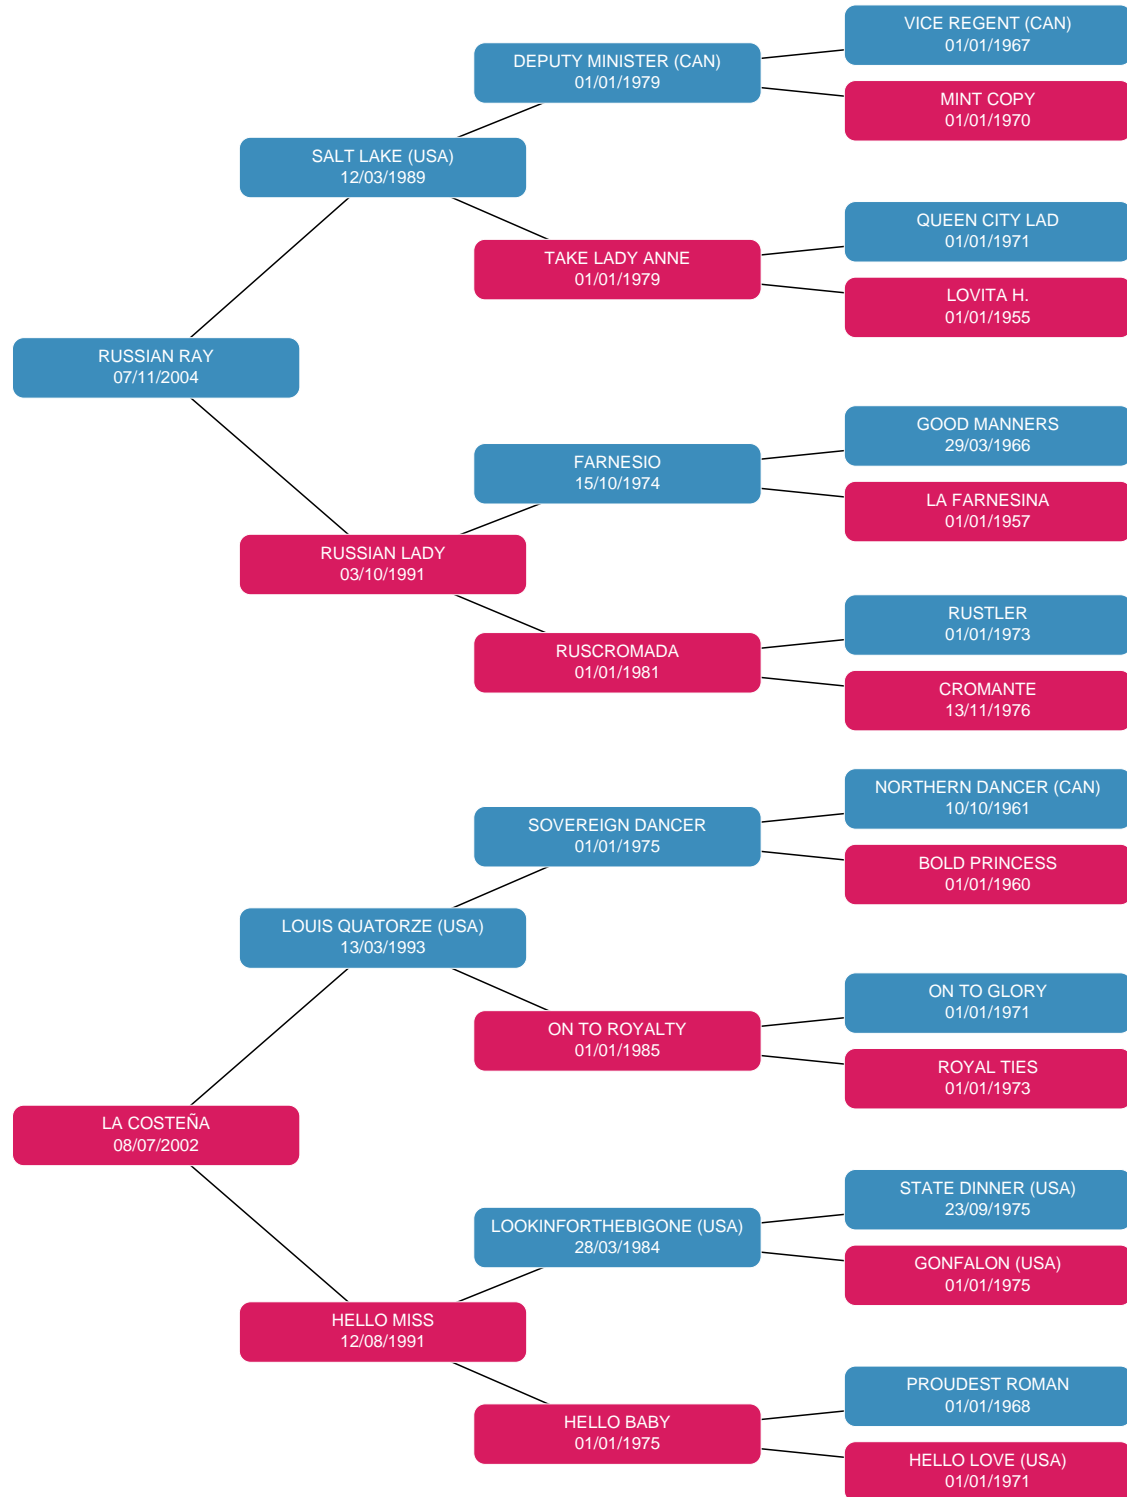 VICE REGENT (CAN)
01/01/1967
DEPUTY MINISTER (CAN)
01/01/1979
MINT COPY
01/01/1970
SALT LAKE (USA)
12/03/1989
QUEEN CITY LAD
01/01/1971
TAKE LADY ANNE
01/01/1979
LOVITA H.
01/01/1955
RUSSIAN RAY
07/11/2004
GOOD MANNERS
29/03/1966
FARNESIO
15/10/1974
LA FARNESINA
01/01/1957
RUSSIAN LADY
03/10/1991
RUSTLER
01/01/1973
RUSCROMADA
01/01/1981
CROMANTE
13/11/1976
NORTHERN DANCER (CAN)
10/10/1961
SOVEREIGN DANCER
01/01/1975
BOLD PRINCESS
01/01/1960
LOUIS QUATORZE (USA)
13/03/1993
ON TO GLORY
01/01/1971
ON TO ROYALTY
01/01/1985
ROYAL TIES
01/01/1973
LA COSTEÑA
08/07/2002
STATE DINNER (USA)
23/09/1975
LOOKINFORTHEBIGONE (USA)
28/03/1984
GONFALON (USA)
01/01/1975
HELLO MISS
12/08/1991
PROUDEST ROMAN
01/01/1968
HELLO BABY
01/01/1975
HELLO LOVE (USA)
01/01/1971